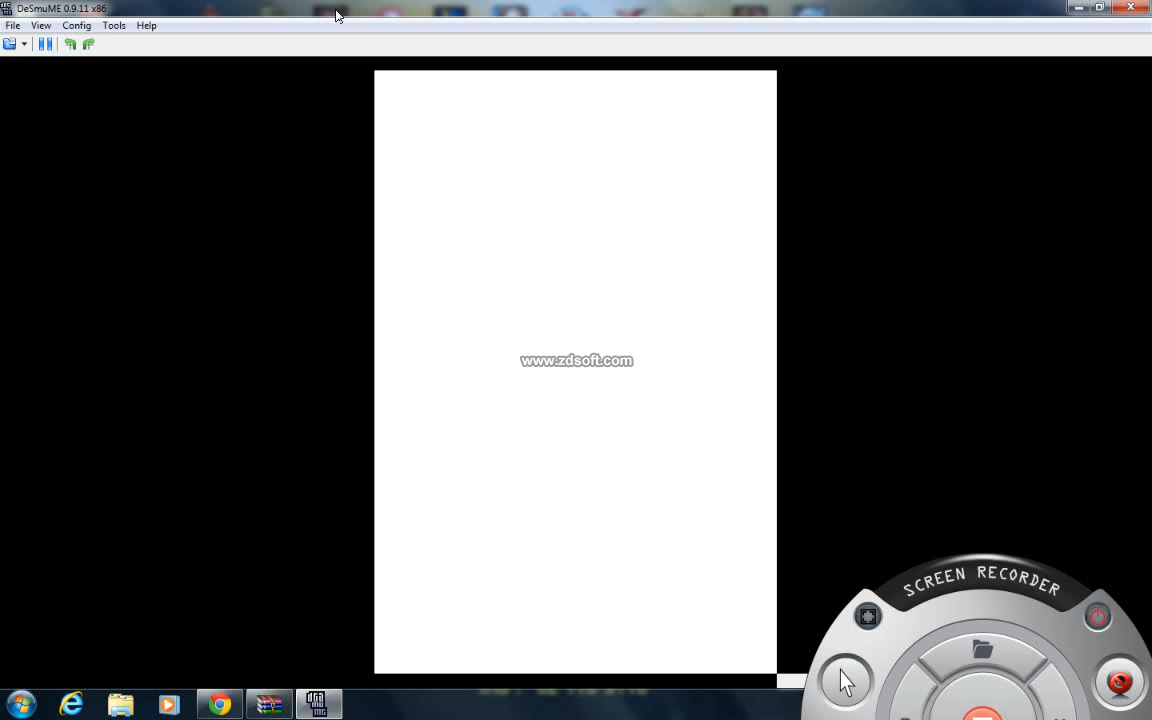 DeSmuME 0.9.11 x86
File View Config Tools Help
www.zdsoft.com
SCREEN RECORDER